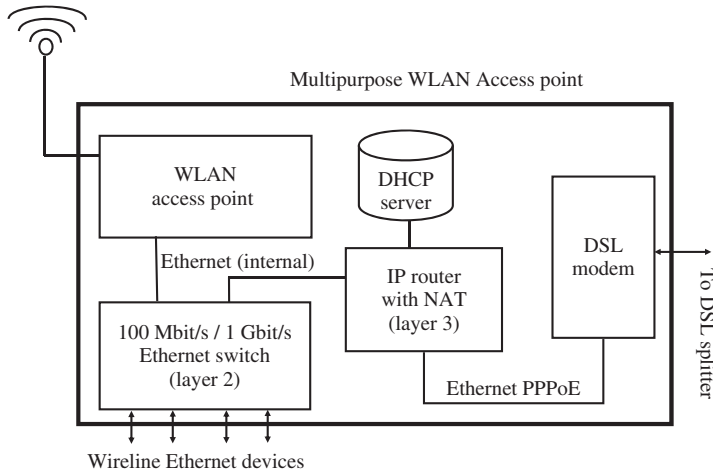 Multipurpose WLAN Access point
WLAN
access point
DHCP
server
DSL
modem
Ethernet (internal)
IP router
with NAT
(layer 3)
100 Mbit/s / 1 Gbit/s
Ethernet switch
(layer 2)
Ethernet PPPoE
To DSL
splitter
Wireline Ethernet devices